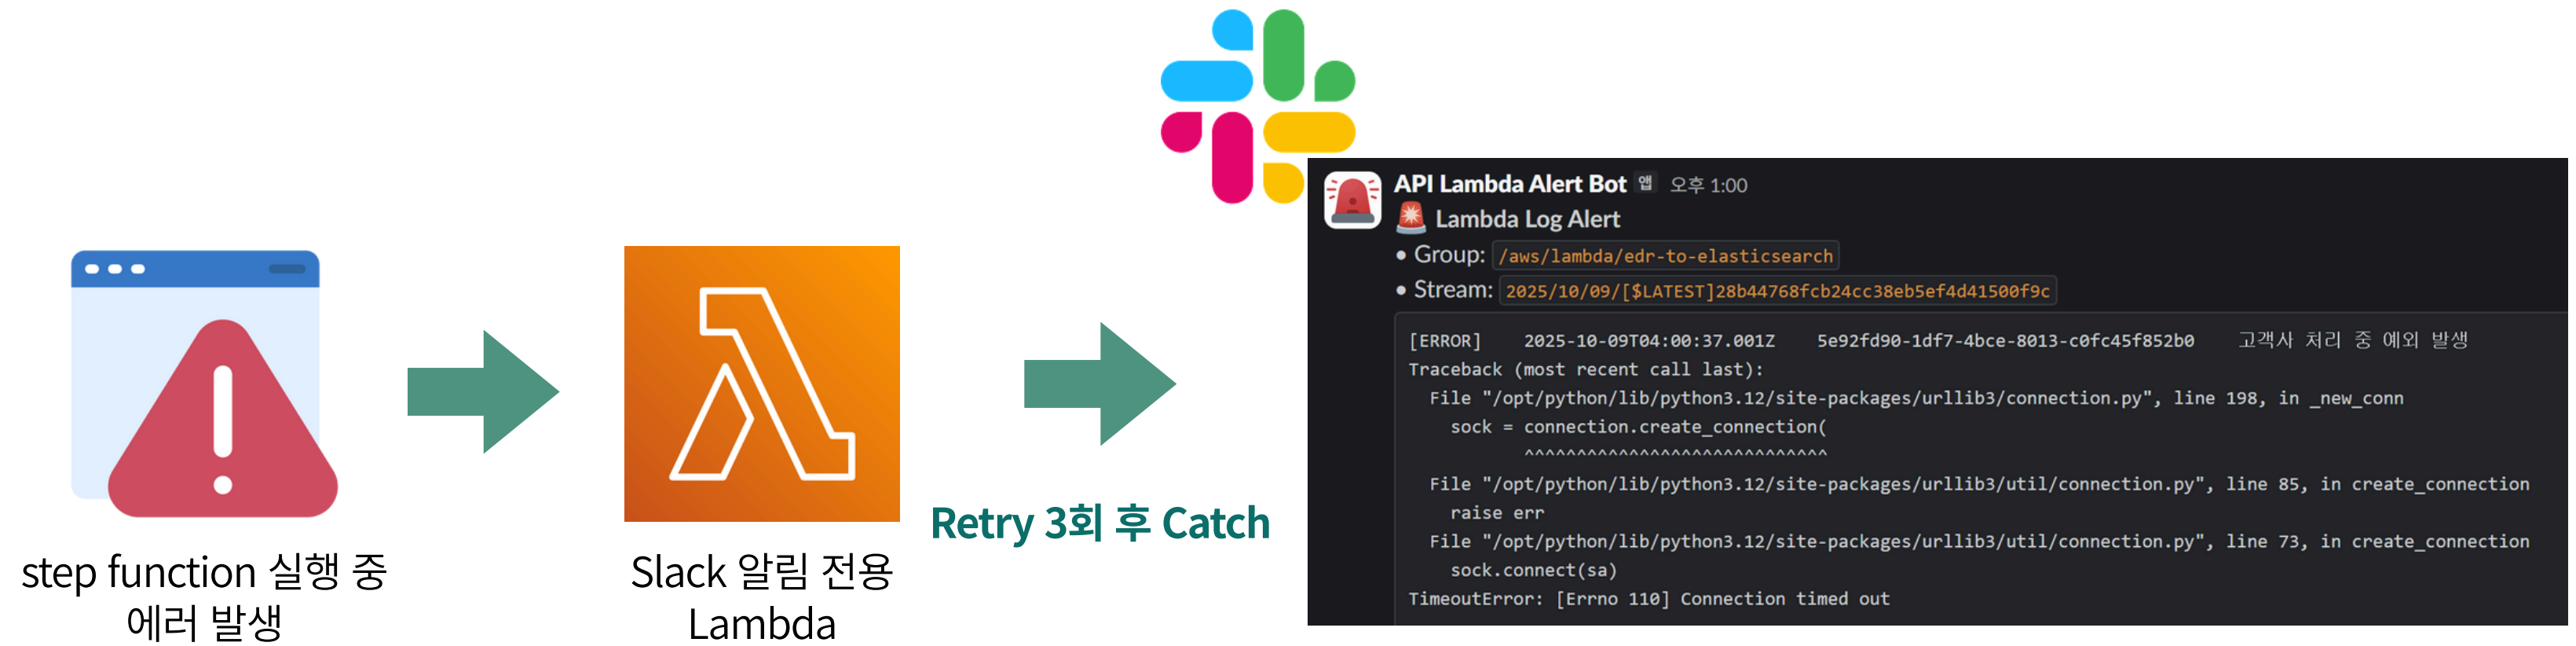 step function 실행 중
에러 발생
Slack 알림 전용
Lambda
Retry 3회 후 Catch
API Lambda Alert Bot 앱 오후 1:00
Lambda Log Alert
• Group: /aws/lambda/edr-to-elasticsearch
• Stream: 2025/10/09/[$LATEST]28b44768fcb24cc38eb5ef4d41500f9c
[ERROR]    2025-10-09T04:00:37.001Z    5e92fd90-1df7-4bce-8013-c0fc45f852b0    고객사 처리 중 예외 발생
Traceback (most recent call last):
  File "/opt/python/lib/python3.12/site-packages/urllib3/connection.py", line 198, in _new_conn
    sock = connection.create_connection(
           ^^^^^^^^^^^^^^^^^^^^^^^^^^^^^
  File "/opt/python/lib/python3.12/site-packages/urllib3/util/connection.py", line 85, in create_connection
    raise err
  File "/opt/python/lib/python3.12/site-packages/urllib3/util/connection.py", line 73, in create_connection
    sock.connect(sa)
TimeoutError: [Errno 110] Connection timed out